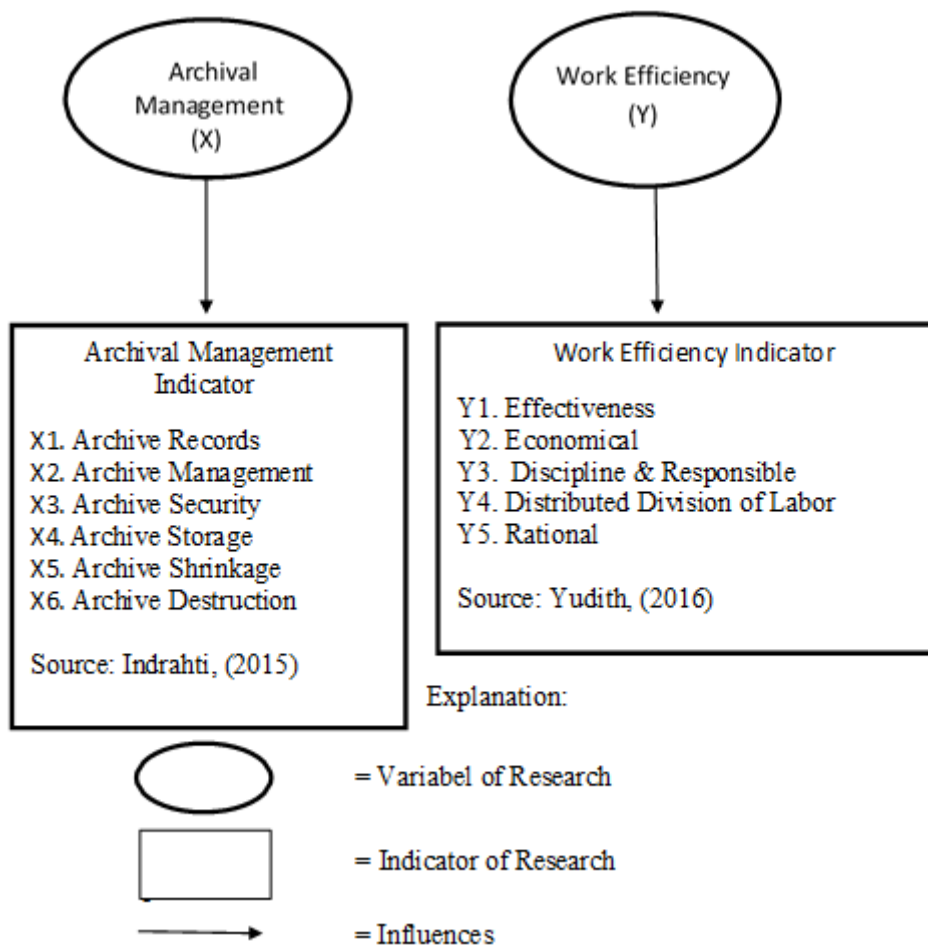 Archival
Management
(X)
Work Efficiency
(Y)
Archival Management
Indicator
X1. Archive Records
X2. Archive Management
X3. Archive Security
X4. Archive Storage
X5. Archive Shrinkage
X6. Archive Destruction
Source: Indrahti, (2015)
Work Efficiency Indicator
Y1. Effectiveness
Y2. Economical
Y3. Discipline & Responsible
Y4. Distributed Division of Labor
Y5. Rational
Source: Yudith, (2016)
Explanation:
= Variabel of Research
= Indicator of Research
= Influences